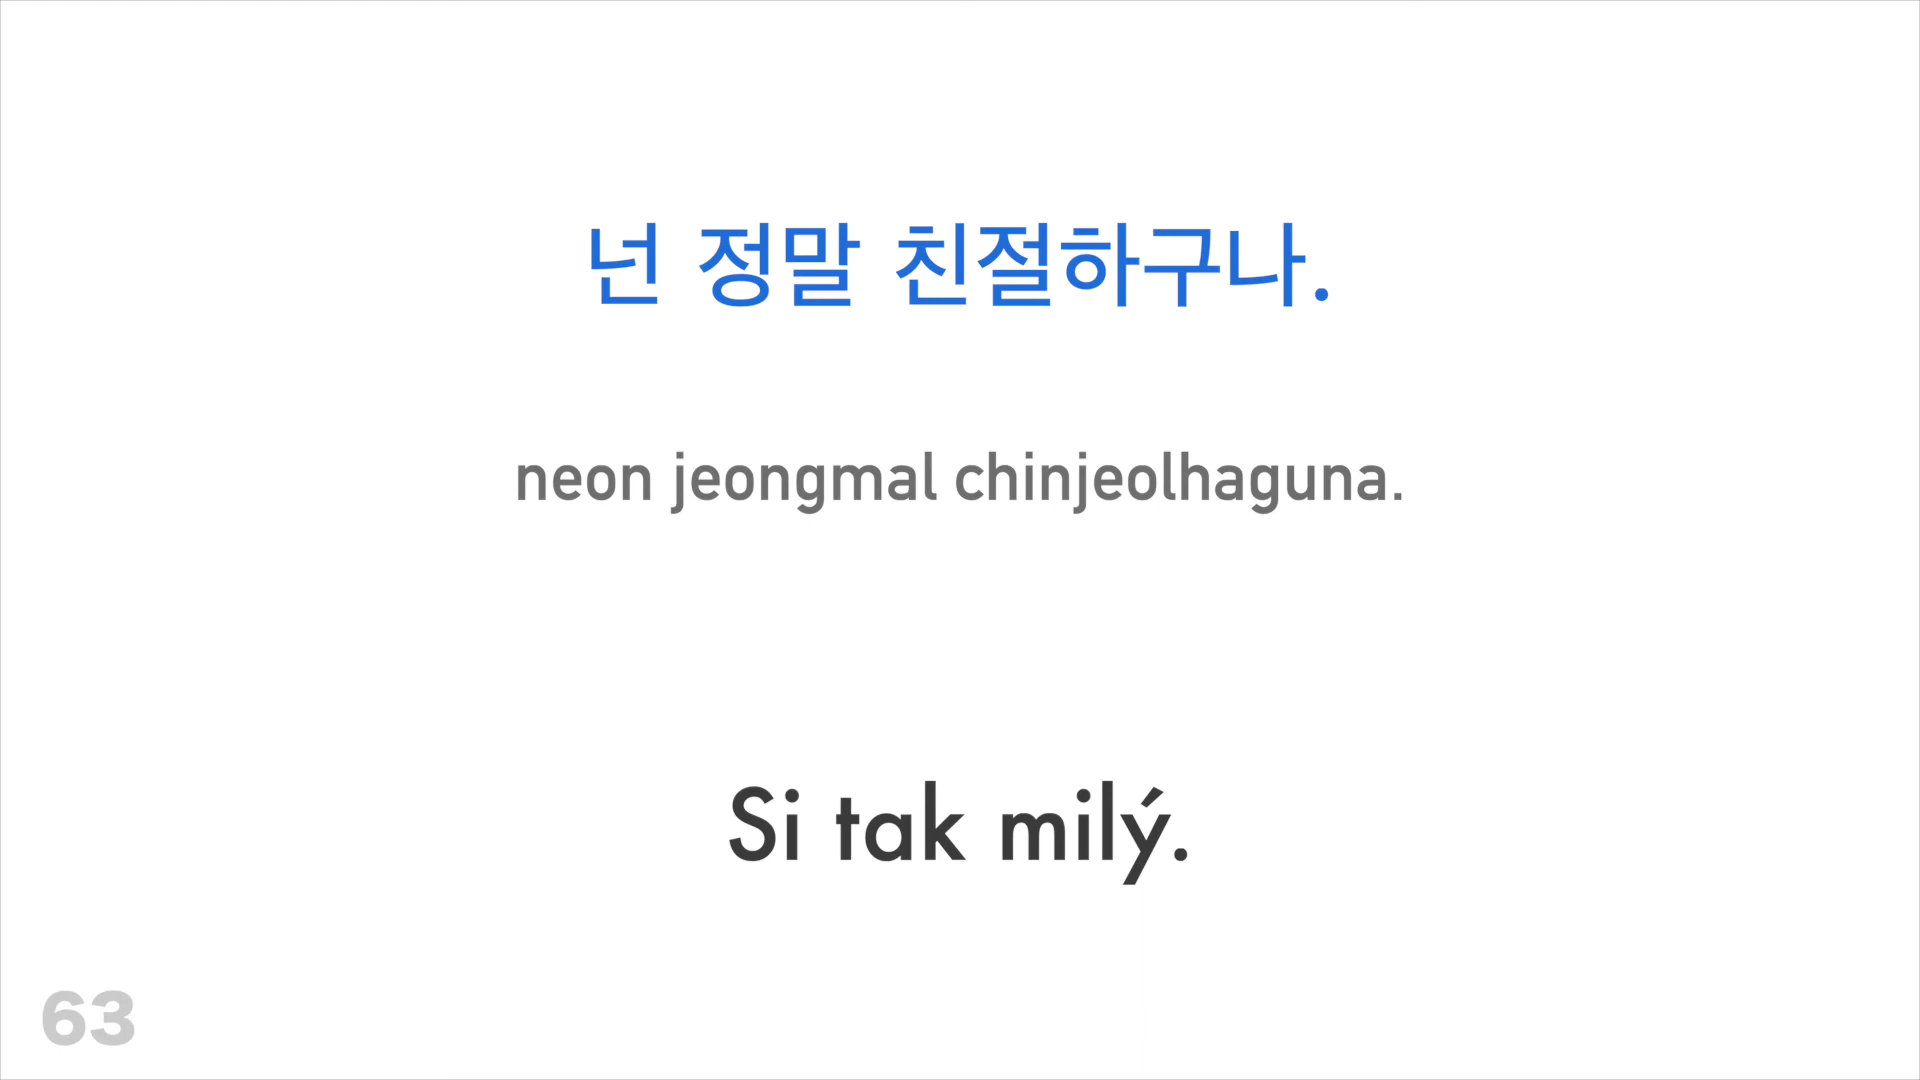 넌 정말 친절하구나.
neon jeongmal chinjeolhaguna.
Si tak milý.
63